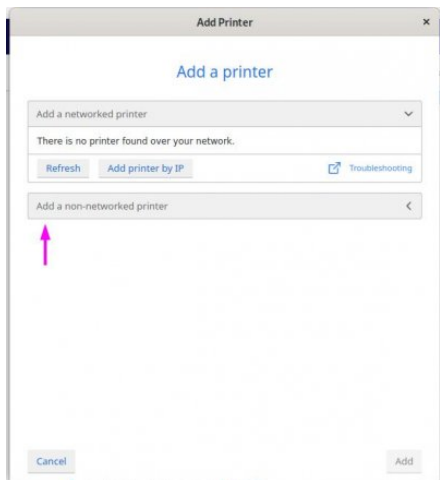 Add Printer
Add a printer
Add a networked printer
There is no printer found over your network.
Refresh Add printer by IP Troubleshooting
Add a non-networked printer
Cancel Add